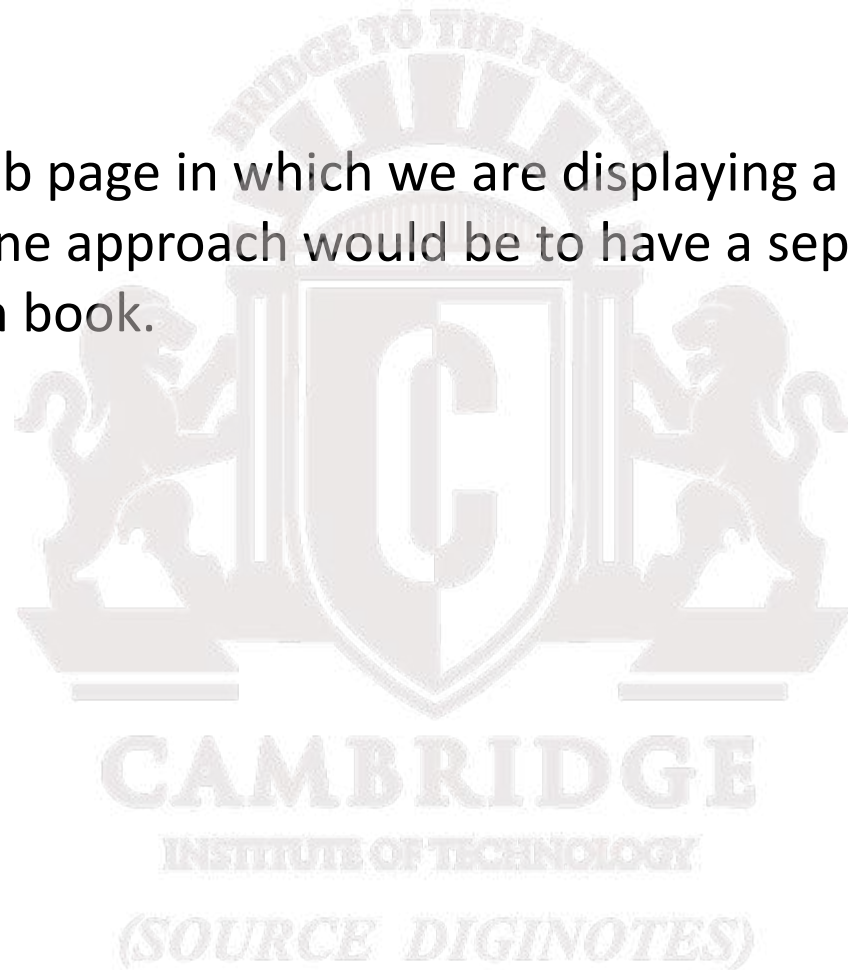 BRIDGE TO THE FUTURE
b page in which we are displaying a
ne approach would be to have a sep
book.
C
CAMBRIDGE
INSTITUTE OF TECHNOLOGY
(SOURCE DIGINOTES)